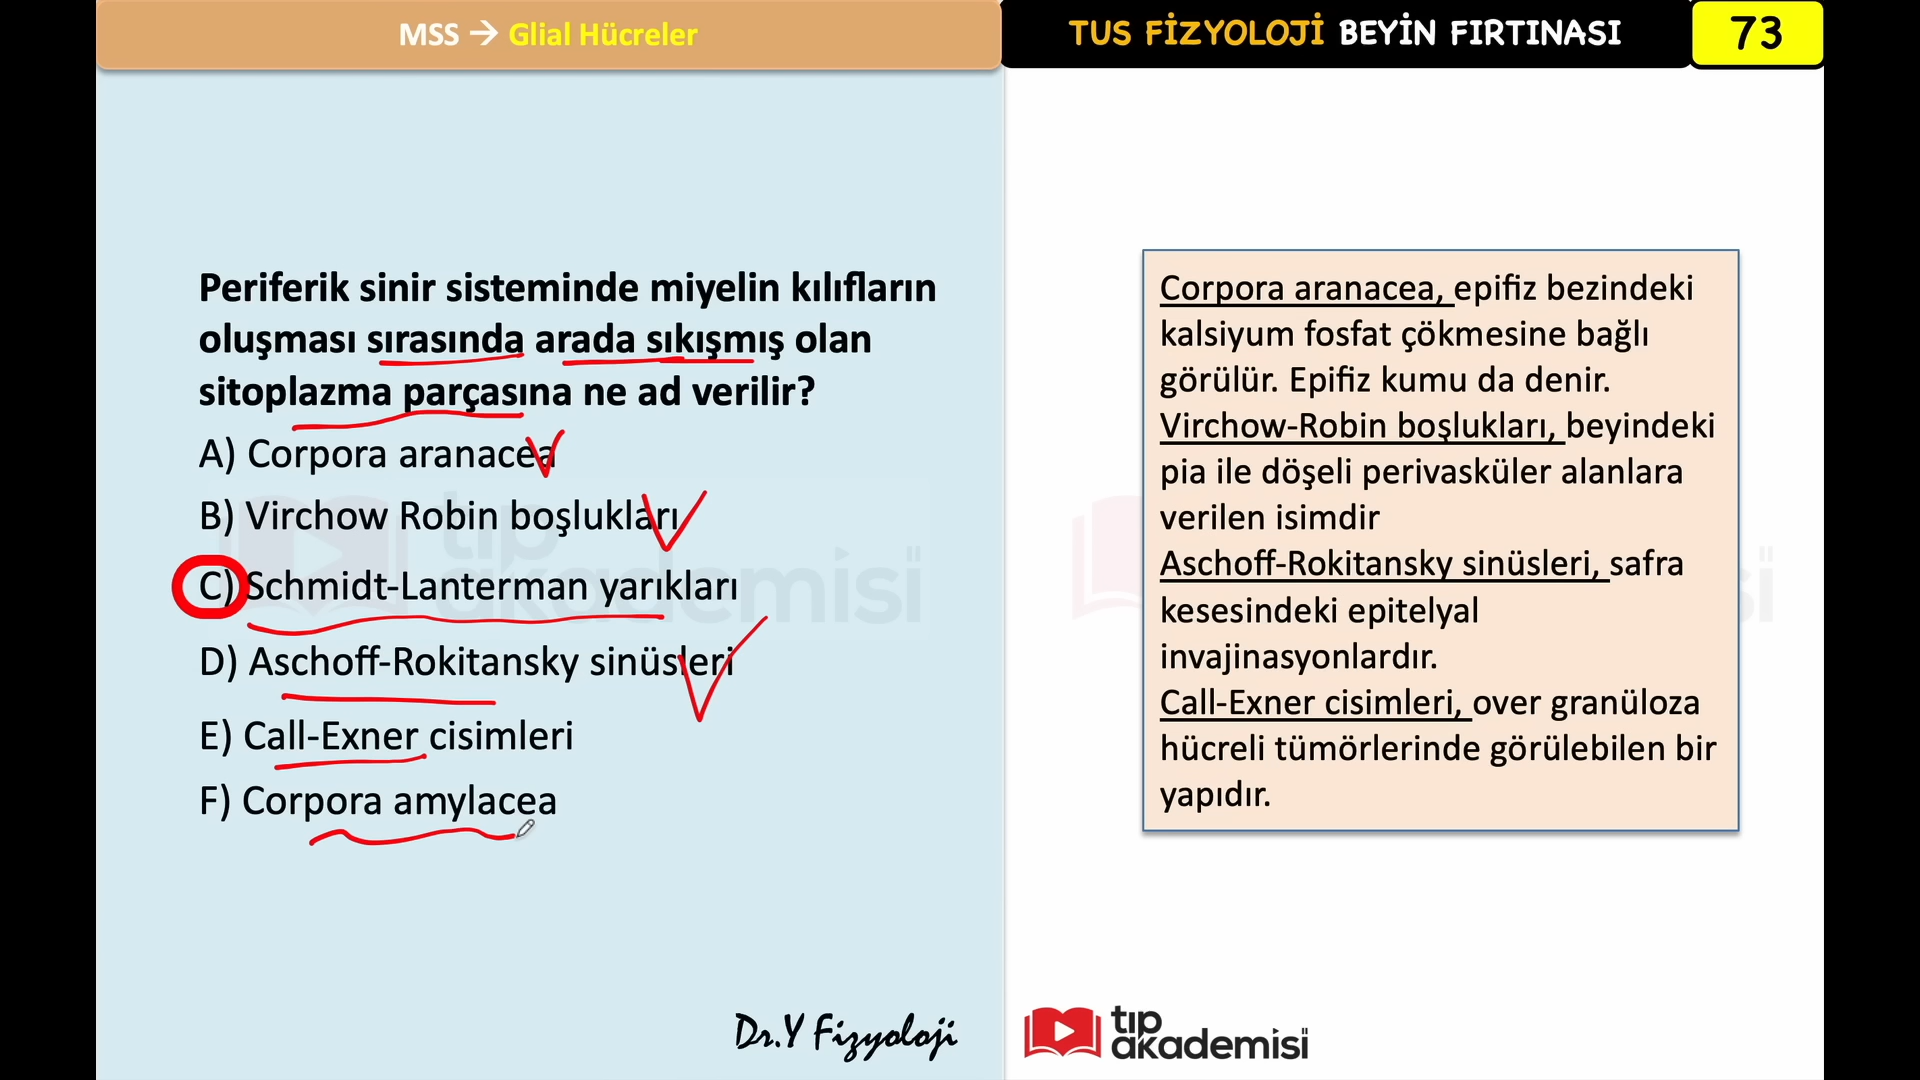 MSS → Glial Hücreler
TUS FİZYOLOJİ BEYİN FIRTINASI
73
Periferik sinir sisteminde miyelin kılıfların
oluşması sırasında arada sıkışmış olan
sitoplazma parçasına ne ad verilir?
A) Corpora aranacea
B) Virchow Robin boşlukları
C) Schmidt-Lanterman yarıkları
D) Aschoff-Rokitansky sinüsleri
E) Call-Exner cisimleri
F) Corpora amylacea
Corpora aranacea, epifiz bezindeki
kalsiyum fosfat çökmesine bağlı
görülür. Epifiz kumu da denir.
Virchow-Robin boşlukları, beyindeki
pia ile döşeli perivasküler alanlara
verilen isimdir
Aschoff-Rokitansky sinüsleri, safra
kesesindeki epitelyal
invajinasyonlardır.
Call-Exner cisimleri, over granüloza
hücreli tümörlerinde görülebilen bir
yapıdır.
tıp
akademisi
Dr.Y Fizyoloji
tıp
akademisi